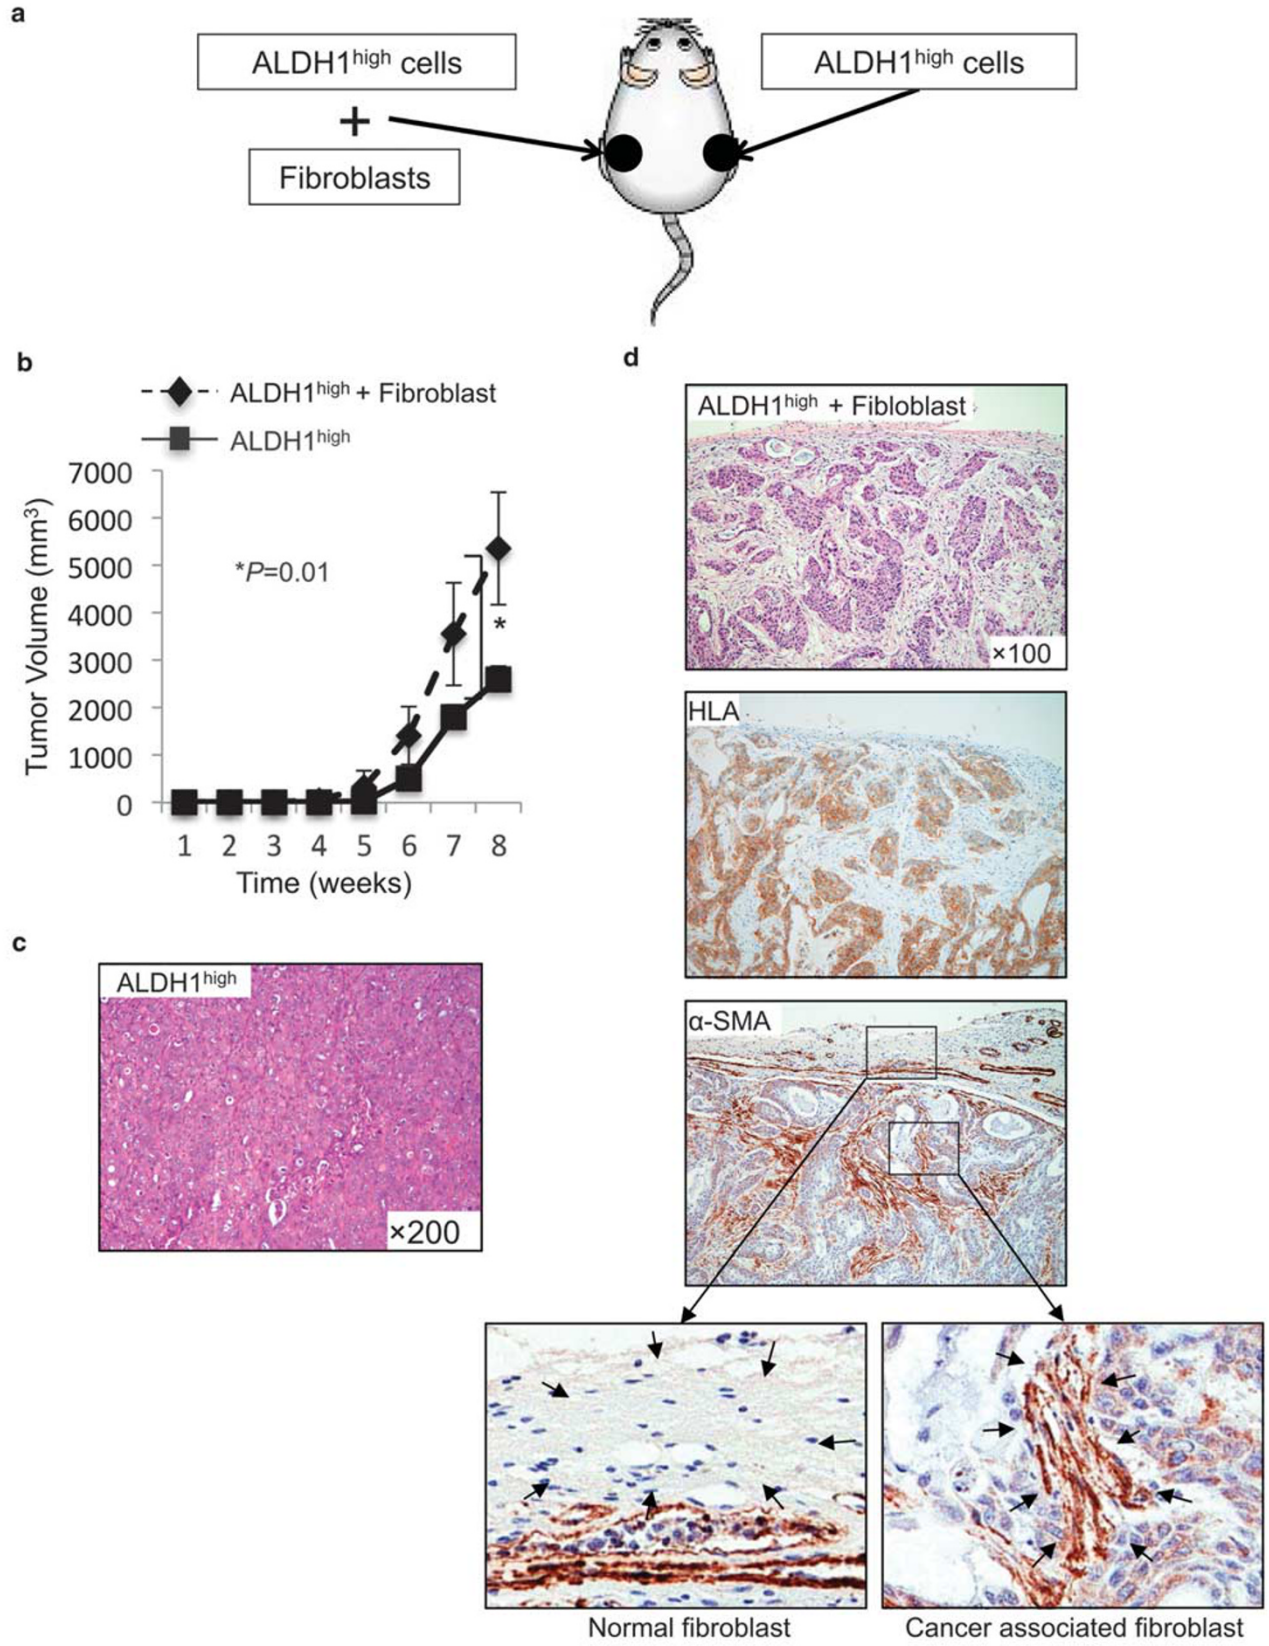 a
ALDH1high cells
+
Fibroblasts
ALDH1high cells
b
ALDH1high + Fibroblast
ALDH1high
7000
6000
5000
4000
3000
2000
1000
0
Tumor Volume (mm3)
*P=0.01
*
1 2 3 4 5 6 7 8
Time (weeks)
c
ALDH1high
×200
d
ALDH1high + Fibloblast
×100
HLA
α-SMA
Normal fibroblast
Cancer associated fibroblast